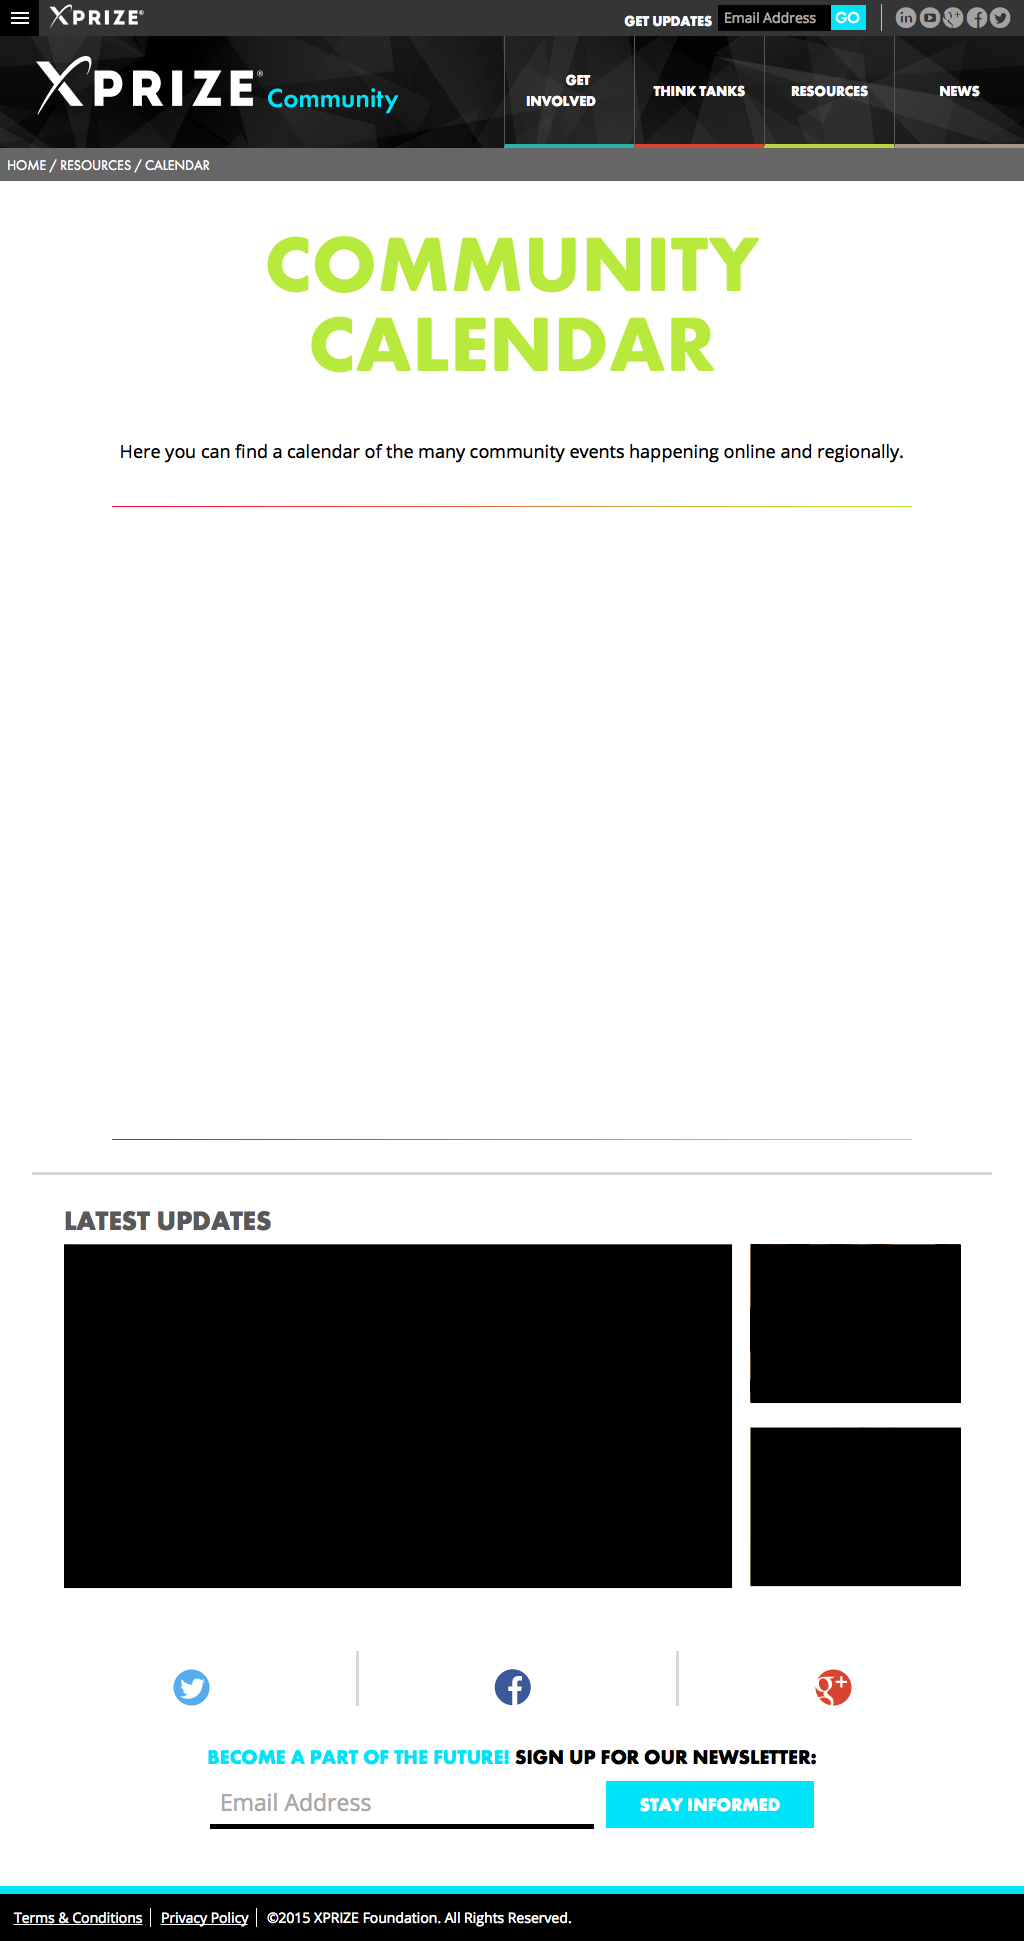 XPRIZE®
GET UPDATES Email Address GO
XPRIZE® Community
GET
INVOLVED
THINK TANKS
RESOURCES
NEWS
HOME / RESOURCES / CALENDAR
COMMUNITY
CALENDAR
Here you can find a calendar of the many community events happening online and regionally.
LATEST UPDATES
BECOME A PART OF THE FUTURE! SIGN UP FOR OUR NEWSLETTER:
Email Address STAY INFORMED
Terms & Conditions Privacy Policy ©2015 XPRIZE Foundation. All Rights Reserved.